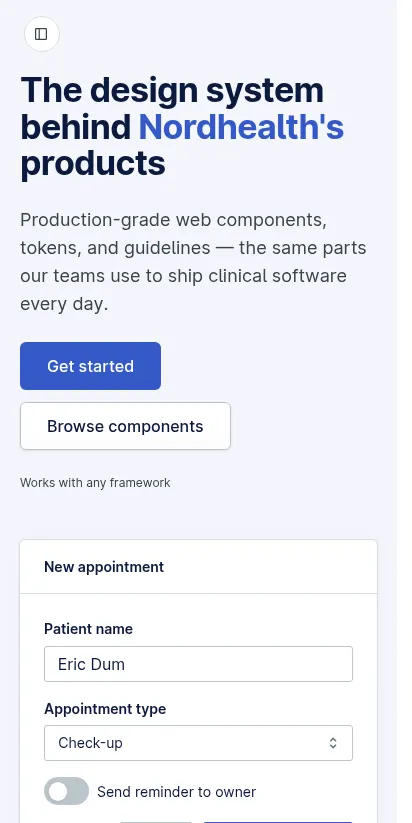 The design system
behind Nordhealth's
products
Production-grade web components,
tokens, and guidelines — the same parts
our teams use to ship clinical software
every day.
Get started
Browse components
Works with any framework
New appointment
Patient name
Eric Dum
Appointment type
Check-up
Send reminder to owner